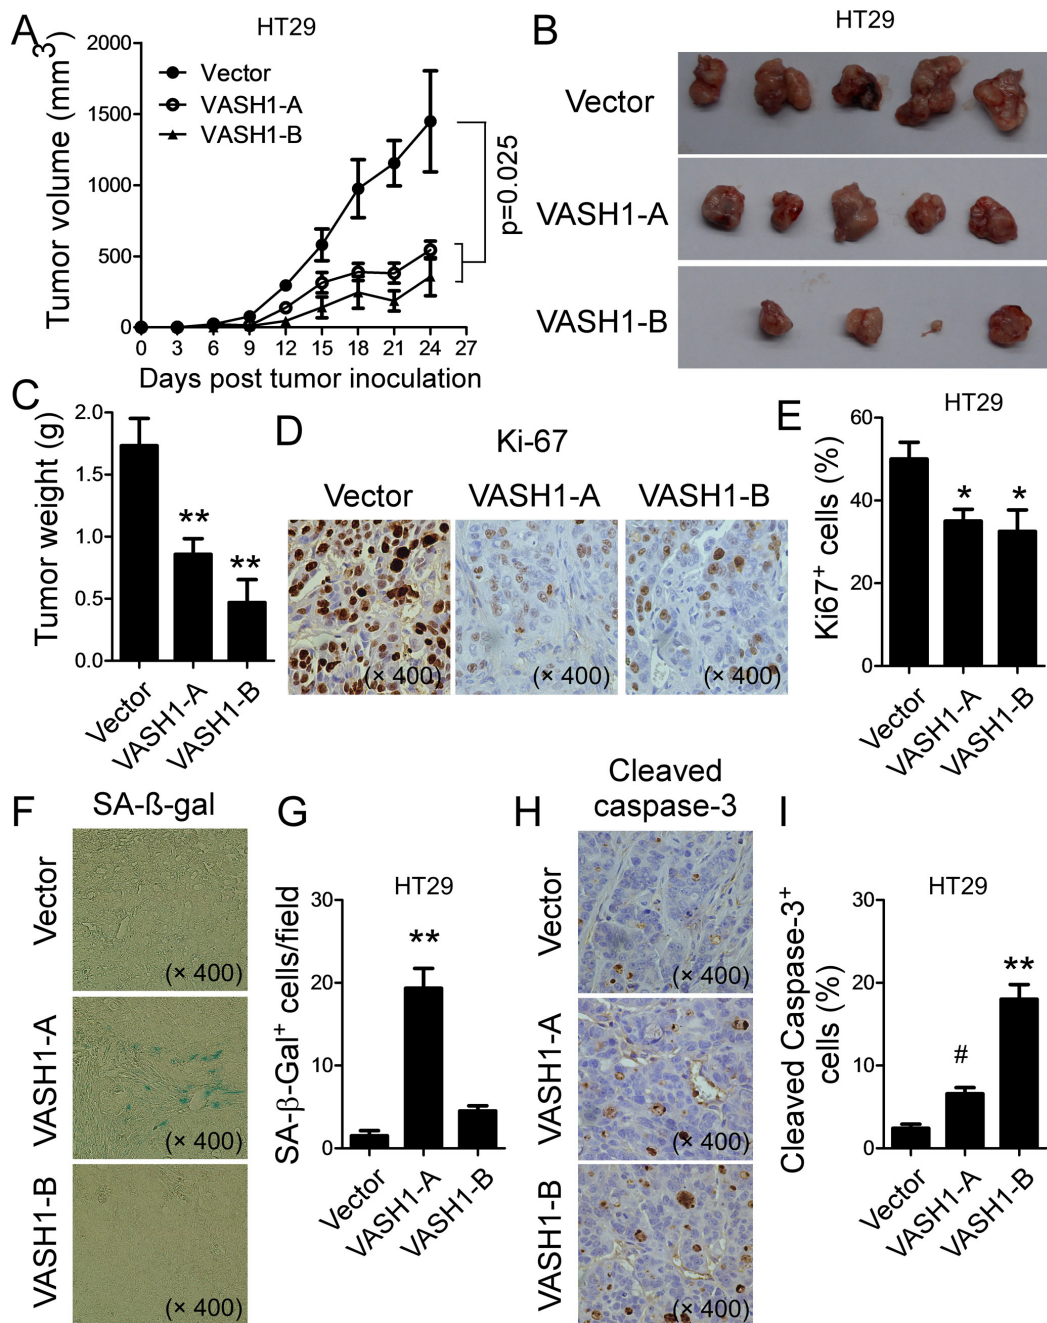 A
HT29
Tumor volume (mm3)
2000
1500
1000
500
0
Vector
VASH1-A
VASH1-B
p=0.025
0 3 6 9 12 15 18 21 24 27
Days post tumor inoculation
B
HT29
Vector
VASH1-A
VASH1-B
C
Tumor weight (g)
2.0
1.5
1.0
0.5
0.0
**
**
Vector
VASH1-A
VASH1-B
D
Ki-67
Vector VASH1-A VASH1-B
(× 400) (× 400) (× 400)
E
HT29
Ki67+ cells (%)
60
40
20
0
* *
Vector
VASH1-A
VASH1-B
F
SA-ß-gal
Vector
(× 400)
VASH1-A
(× 400)
VASH1-B
(× 400)
G
HT29
SA-β-Gal+ cells/field
30
20
10
0
**
Vector
VASH1-A
VASH1-B
H
Cleaved
caspase-3
Vector
(× 400)
VASH1-A
(× 400)
VASH1-B
(× 400)
I
HT29
Cleaved Caspase-3+
cells (%)
30
20
10
0
#
**
Vector
VASH1-A
VASH1-B